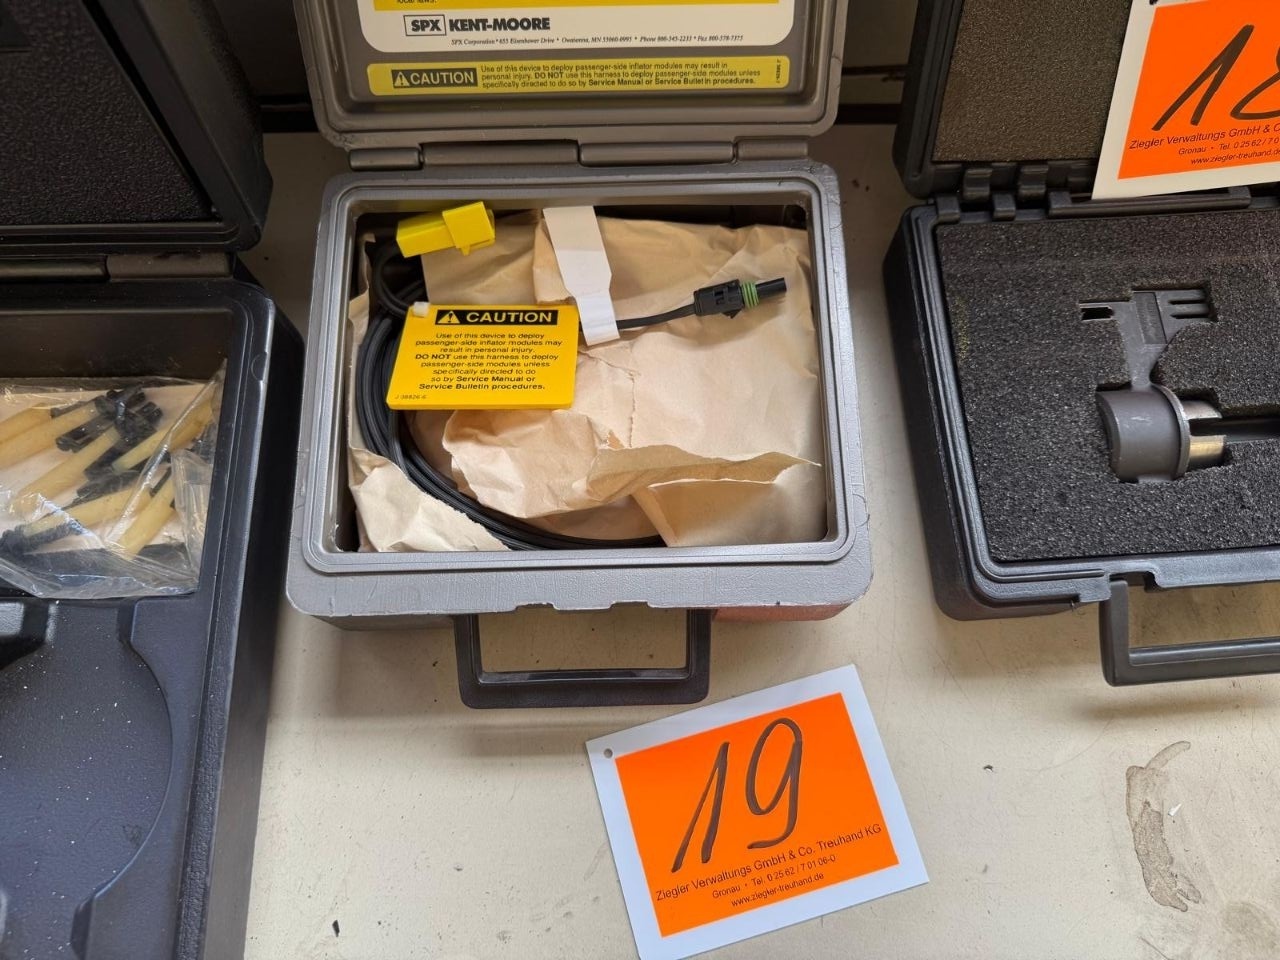 SPX KENT-MOORE
SPX Corporation • 655 Eisenhower Drive • Owatonna, MN 55060-0995 • Phone 800-345-2233 • Fax 800-578-7375
CAUTION
Use of this device to deploy passenger-side inflator modules may result in
personal injury. DO NOT use this harness to deploy passenger-side modules unless
specifically directed to do so by Service Manual or Service Bulletin procedures.
CAUTION
Use of this device to deploy
passenger-side inflator modules may
result in personal injury.
DO NOT use this harness to deploy
passenger-side modules unless
specifically directed to do
so by Service Manual or
Service Bulletin procedures.
J 38826-6
18
Ziegler Verwaltungs GmbH & C
Gronau • Tel. 0 25 62 / 7 0
www.ziegler-treuhand.de
19
Ziegler Verwaltungs GmbH & Co. Treuhand KG
Gronau • Tel. 0 25 62 / 7 01 06-0
www.ziegler-treuhand.de